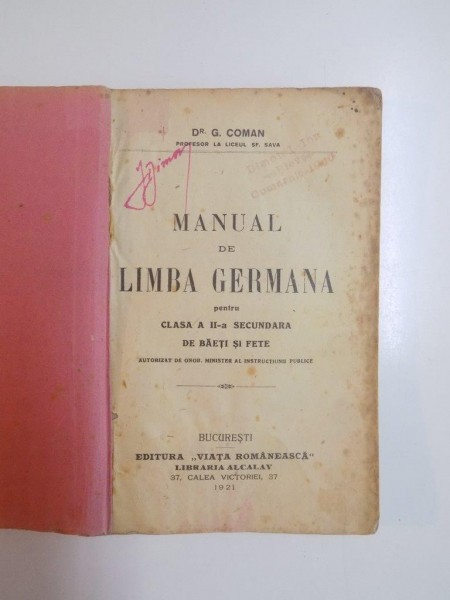 Dr. G. COMAN
PROFESOR LA LICEUL SF. SAVA
MANUAL
DE
LIMBA GERMANA
pentru
CLASA A II-a SECUNDARA
DE BĂEȚI ȘI FETE
AUTORIZAT DE ONOR. MINISTER AL INSTRUCȚIUNII PUBLICE
BUCUREȘTI
EDITURA „VIAȚA ROMÂNEASCĂ"
LIBRARIA ALCALAY
37, CALEA VICTORIEI, 37
1921